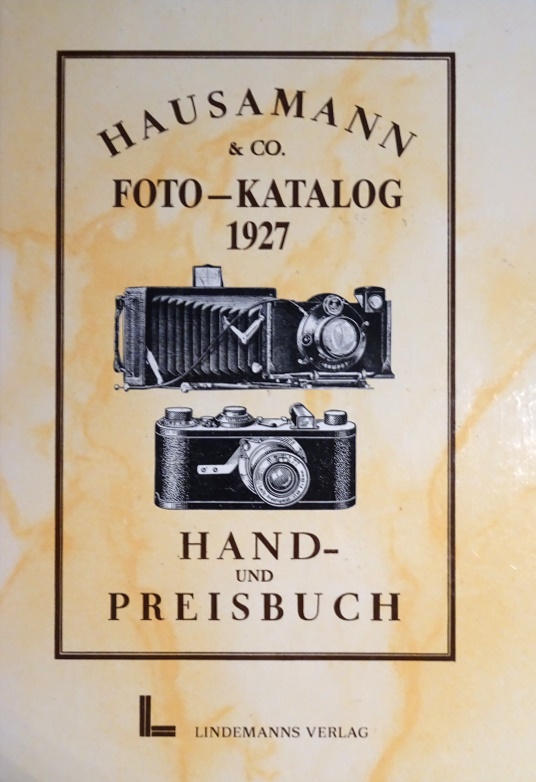 HAUSAMANN
& CO.
FOTO – KATALOG
1927
HAND-
UND
PREISBUCH
L LINDEMANNS VERLAG